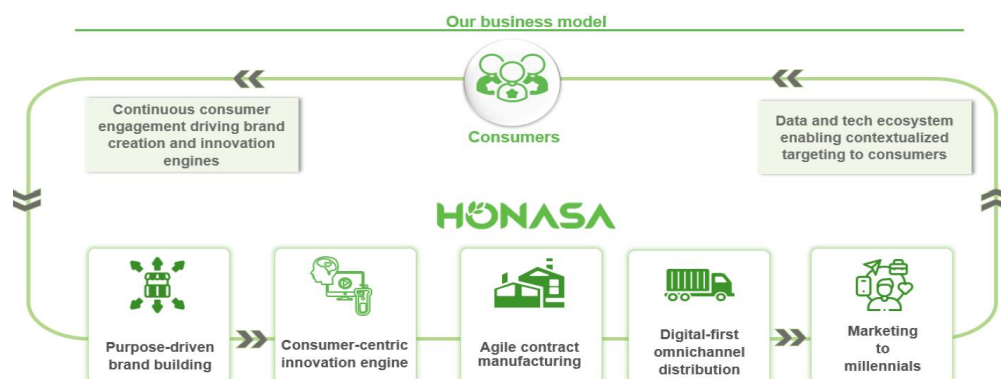 Our business model
Continuous consumer
engagement driving brand
creation and innovation
engines
Consumers
Data and tech ecosystem
enabling contextualized
targeting to consumers
HONASA
Purpose-driven
brand building
Consumer-centric
innovation engine
Agile contract
manufacturing
Digital-first
omnichannel
distribution
Marketing
to
millennials